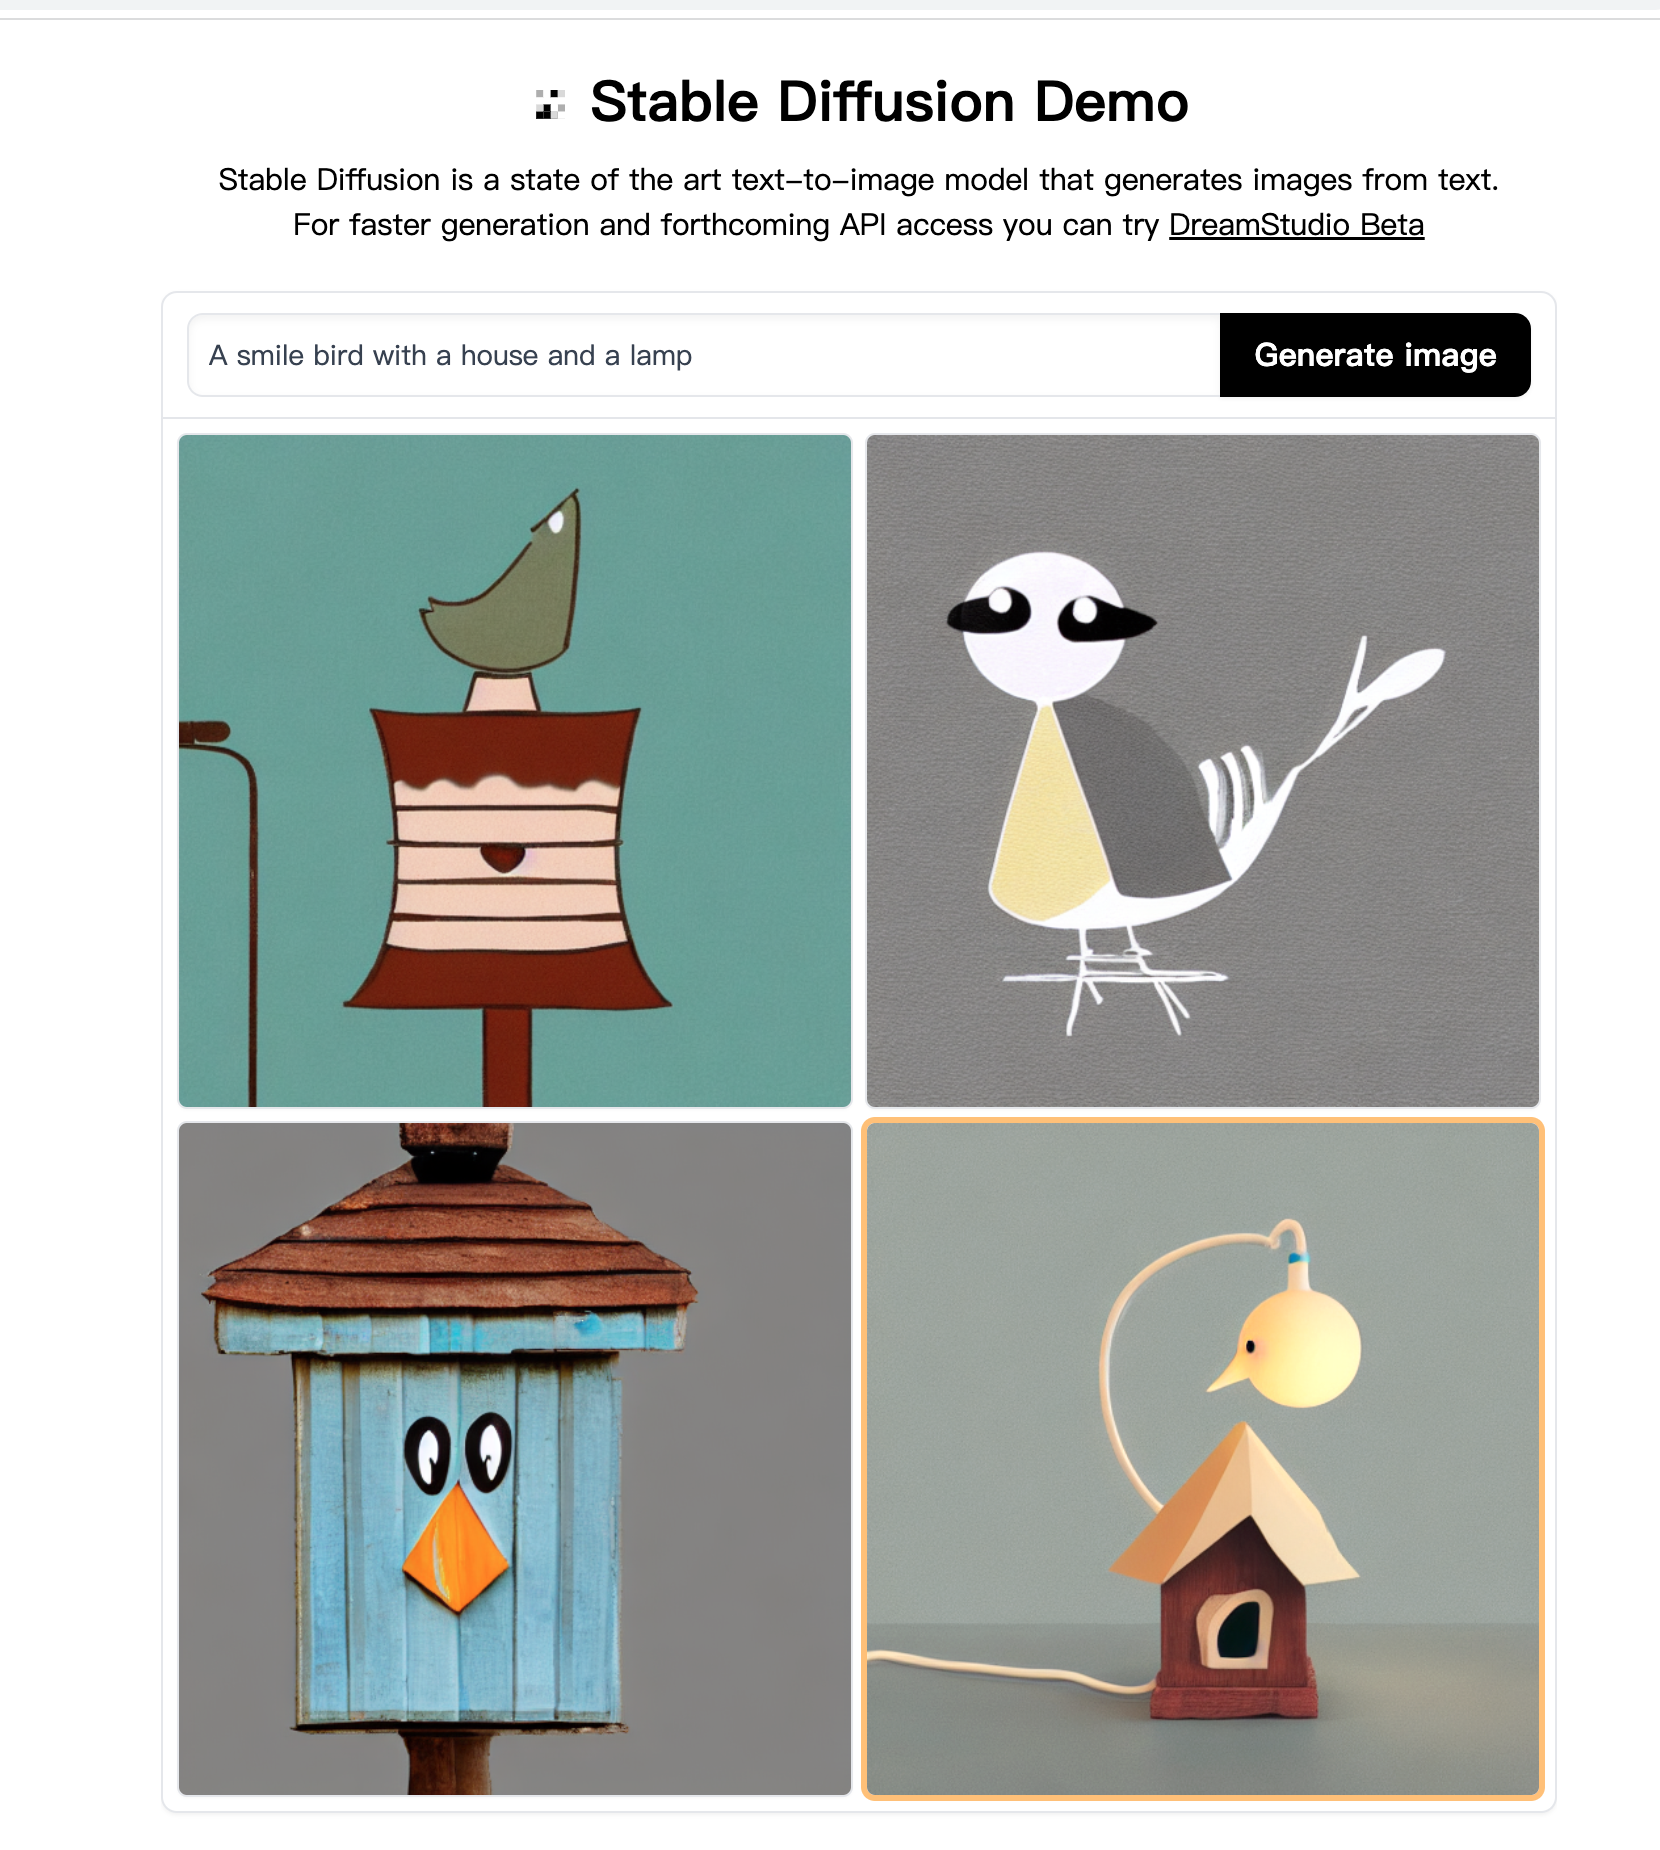 Stable Diffusion Demo
Stable Diffusion is a state of the art text-to-image model that generates images from text.
For faster generation and forthcoming API access you can try DreamStudio Beta
A smile bird with a house and a lamp
Generate image